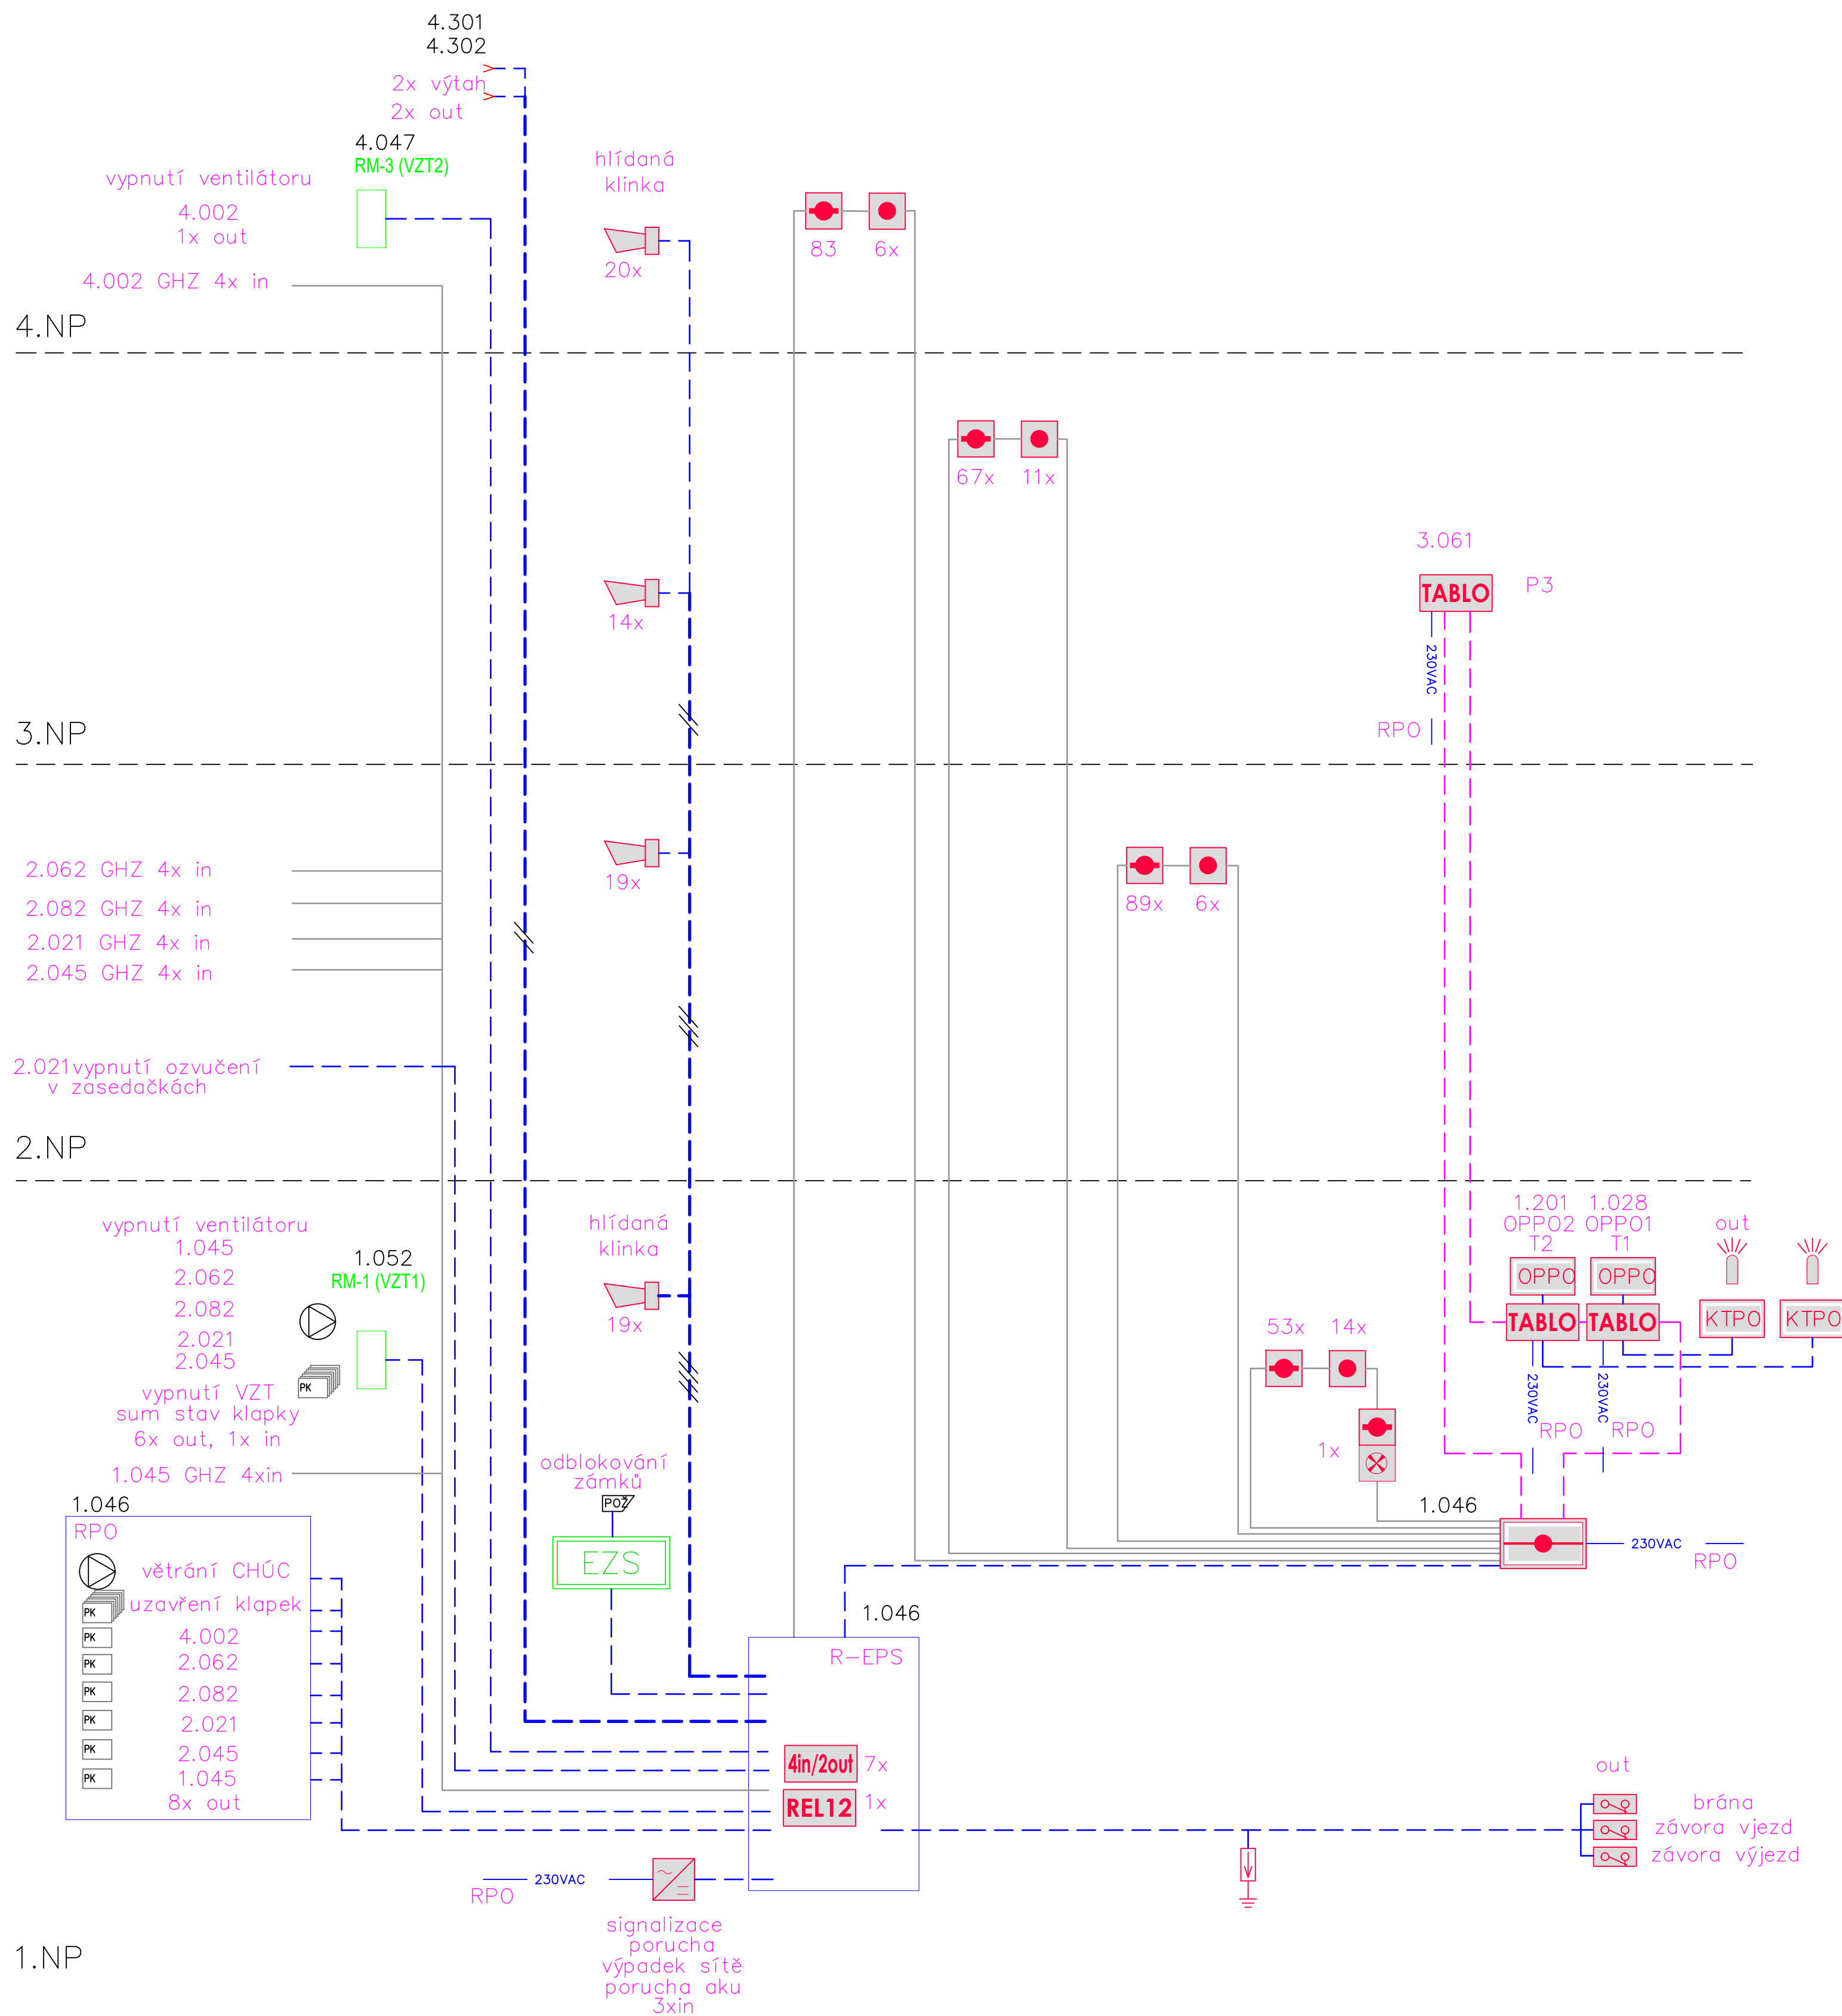 4.301
4.302
2x výtah
2x out
4.047
RM-3 (VZT2)
vypnutí ventilátoru
4.002
1x out
4.002 GHZ 4x in
hlídaná
klinka
20x
83
6x
4.NP
67x
11x
14x
3.061
TABLO
P3
230VAC
RPO
3.NP
2.062 GHZ 4x in
2.082 GHZ 4x in
2.021 GHZ 4x in
2.045 GHZ 4x in
19x
89x
6x
2.021 vypnutí ozvučení
v zasedačkách
2.NP
vypnutí ventilátoru
1.045
2.062
2.082
2.021
2.045
1.052
RM-1 (VZT1)
PK
vypnutí VZT
sum stav klapky
6x out, 1x in
1.045 GHZ 4xin
hlídaná
klinka
19x
1.201
OPPO2
T2
1.028
OPPO1
T1
out
OPPO
OPPO
TABLO
TABLO
KTPO
KTPO
230VAC
230VAC
RPO
RPO
53x
14x
1x
1.046
230VAC
RPO
odblokování
zámků
POŽ
EZS
1.046
RPO
větrání CHÚC
PK
uzavření klapek
PK
4.002
PK
2.062
PK
2.082
PK
2.021
PK
2.045
PK
1.045
8x out
1.046
R-EPS
4in/2out
7x
REL12
1x
out
brána
závora vjezd
závora výjezd
RPO
230VAC
signalizace
porucha
výpadek sítě
porucha aku
3xin
1.NP